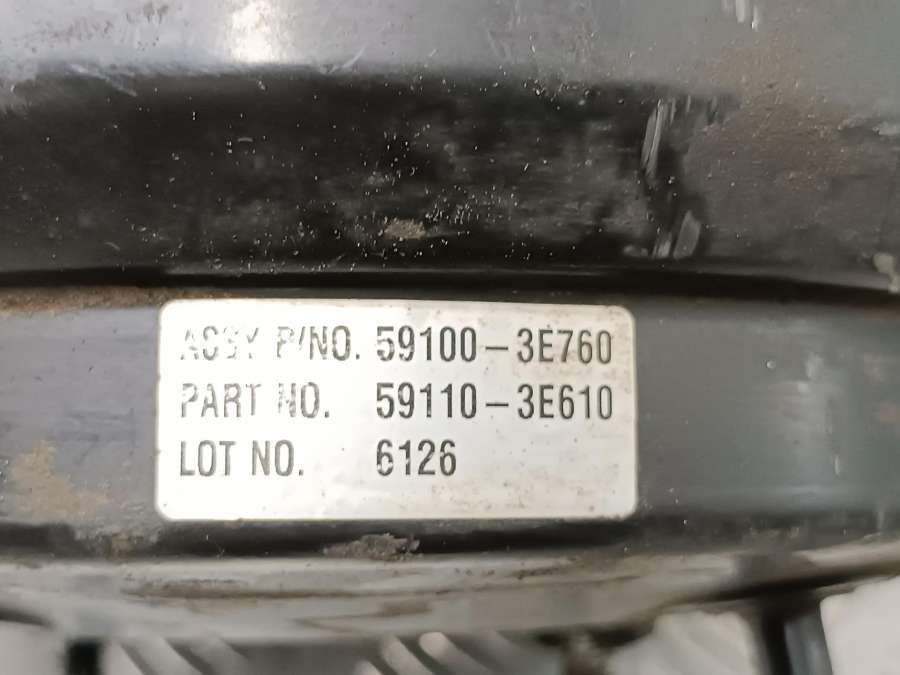 ASSY P/NO. 59100-3E760
PART NO. 59110-3E610
LOT NO. 6126